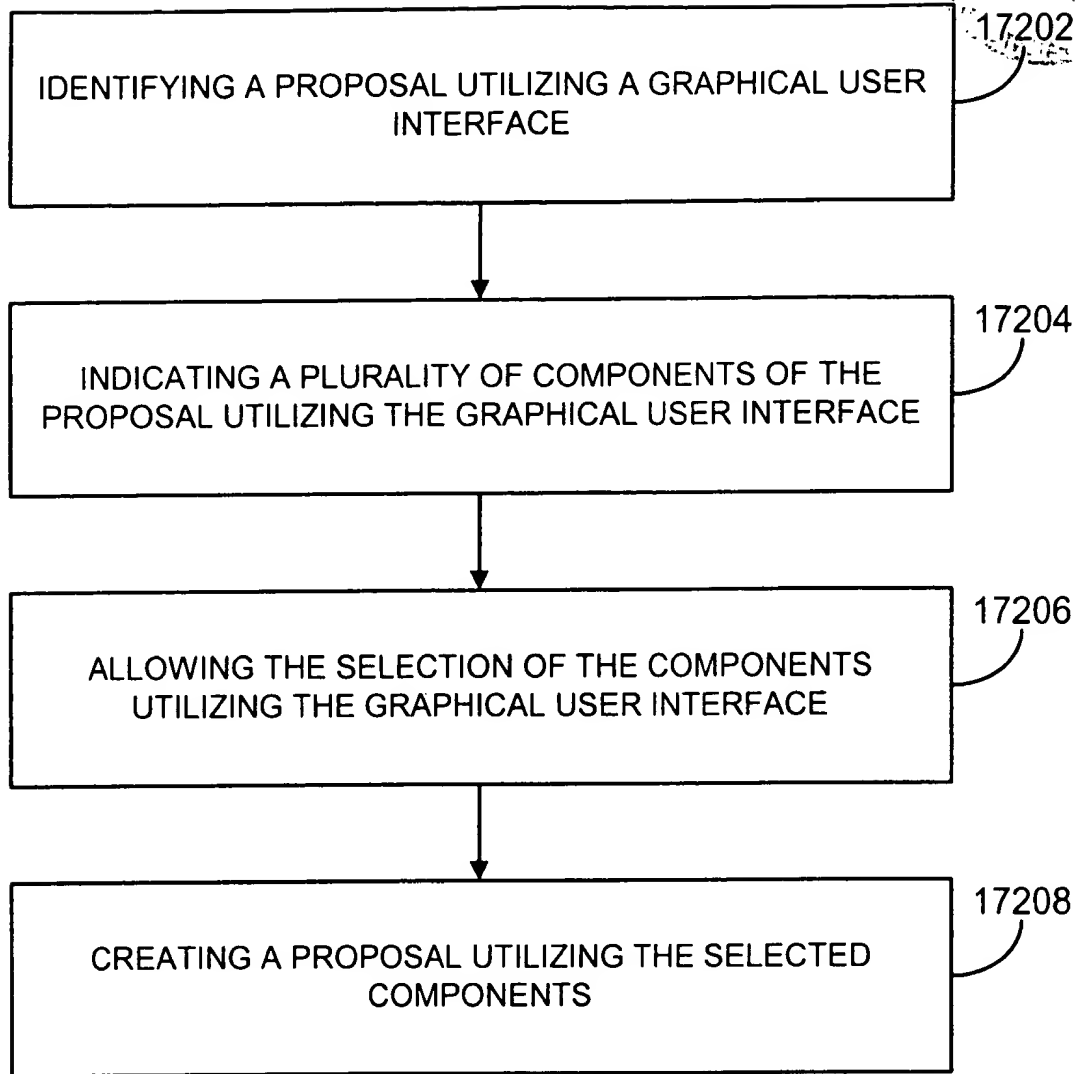 17202
IDENTIFYING A PROPOSAL UTILIZING A GRAPHICAL USER
INTERFACE
17204
INDICATING A PLURALITY OF COMPONENTS OF THE
PROPOSAL UTILIZING THE GRAPHICAL USER INTERFACE
17206
ALLOWING THE SELECTION OF THE COMPONENTS
UTILIZING THE GRAPHICAL USER INTERFACE
17208
CREATING A PROPOSAL UTILIZING THE SELECTED
COMPONENTS